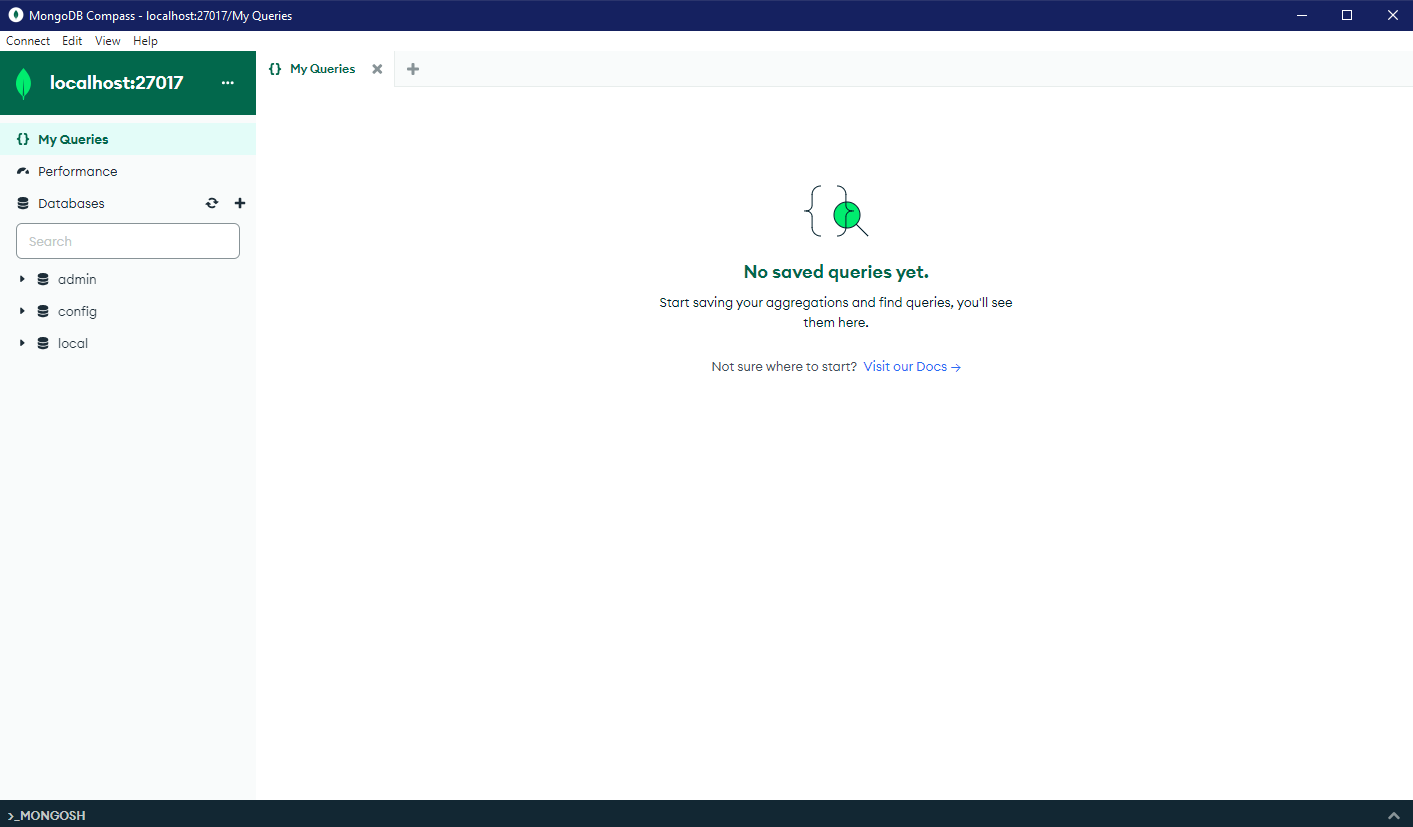 MongoDB Compass - localhost:27017/My Queries
Connect Edit View Help
localhost:27017
{} My Queries
Performance
Databases
Search
admin
config
local
{} My Queries
No saved queries yet.
Start saving your aggregations and find queries, you'll see
them here.
Not sure where to start? Visit our Docs →
>_MONGOSH